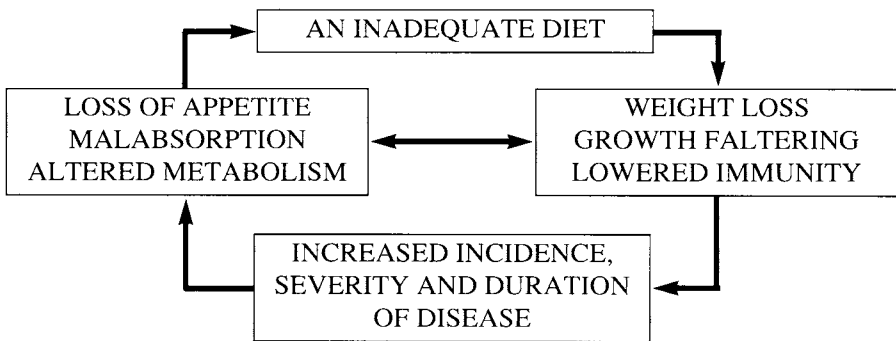 AN INADEQUATE DIET
LOSS OF APPETITE
MALABSORPTION
ALTERED METABOLISM
WEIGHT LOSS
GROWTH FALTERING
LOWERED IMMUNITY
INCREASED INCIDENCE,
SEVERITY AND DURATION
OF DISEASE